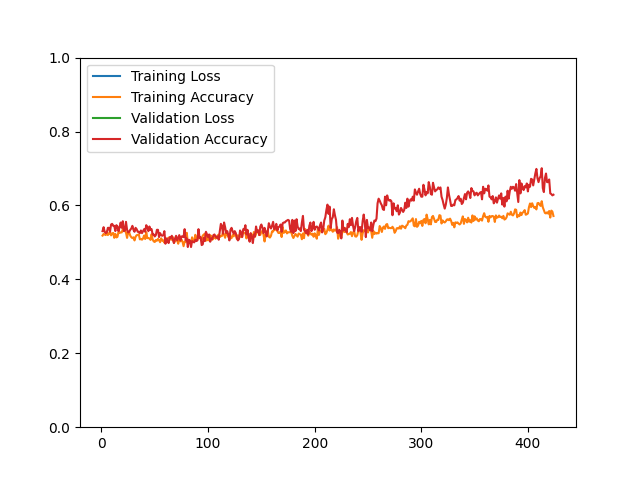 Training Loss
Training Accuracy
Validation Loss
Validation Accuracy
1.0
0.8
0.6
0.4
0.2
0.0
0 100 200 300 400